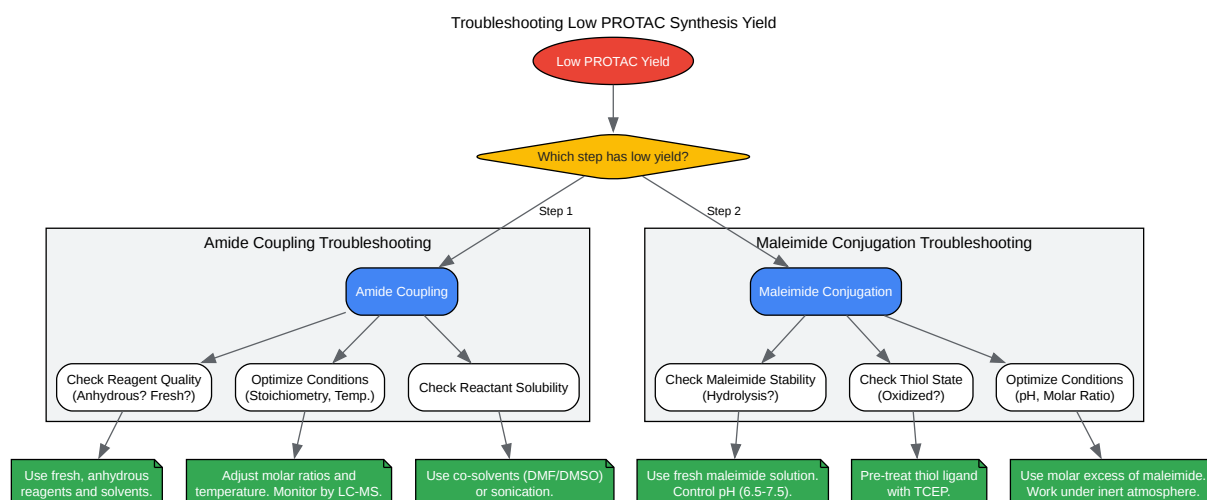 Troubleshooting Low PROTAC Synthesis Yield
Low PROTAC Yield
Which step has low yield?
Step 1
Step 2
Amide Coupling Troubleshooting
Maleimide Conjugation Troubleshooting
Amide Coupling
Maleimide Conjugation
Check Reagent Quality
(Anhydrous? Fresh?)
Optimize Conditions
(Stoichiometry, Temp.)
Check Reactant Solubility
Check Maleimide Stability
(Hydrolysis?)
Check Thiol State
(Oxidized?)
Optimize Conditions
(pH, Molar Ratio)
Use fresh, anhydrous
reagents and solvents.
Adjust molar ratios and
temperature. Monitor by LC-MS.
Use co-solvents (DMF/DMSO)
or sonication.
Use fresh maleimide solution.
Control pH (6.5-7.5).
Pre-treat thiol ligand
with TCEP.
Use molar excess of maleimide.
Work under inert atmosphere.